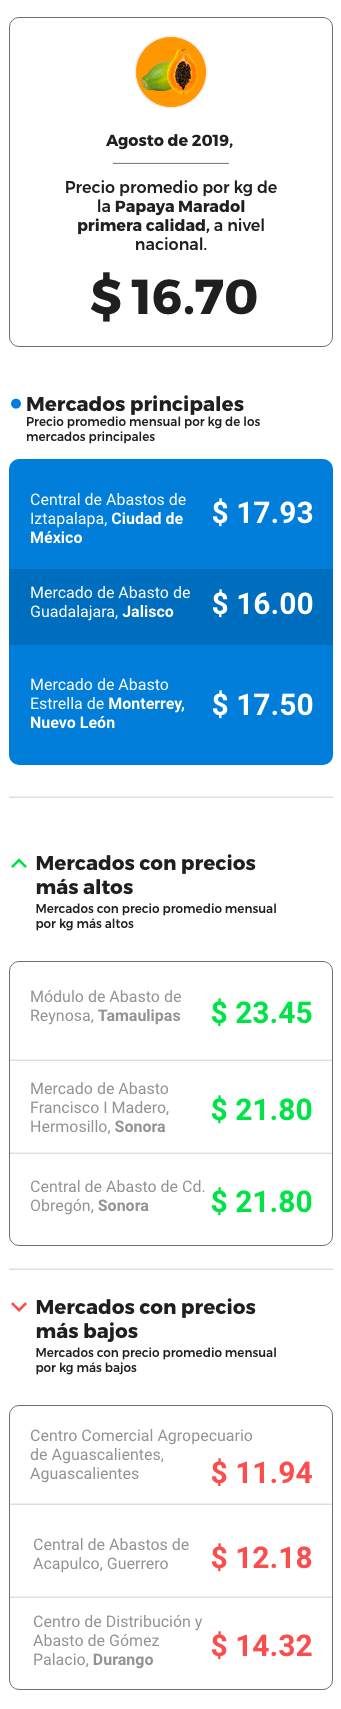 Agosto de 2019,
Precio promedio por kg de
la Papaya Maradol
primera calidad, a nivel
nacional.
$ 16.70
Mercados principales
Precio promedio mensual por kg de los
mercados principales
Central de Abastos de
Iztapalapa, Ciudad de
México
$ 17.93
Mercado de Abasto de
Guadalajara, Jalisco
$ 16.00
Mercado de Abasto
Estrella de Monterrey,
Nuevo León
$ 17.50
Mercados con precios
más altos
Mercados con precio promedio mensual
por kg más altos
Módulo de Abasto de
Reynosa, Tamaulipas
$ 23.45
Mercado de Abasto
Francisco I Madero,
Hermosillo, Sonora
$ 21.80
Central de Abasto de Cd.
Obregón, Sonora
$ 21.80
Mercados con precios
más bajos
Mercados con precio promedio mensual
por kg más bajos
Centro Comercial Agropecuario
de Aguascalientes,
Aguascalientes
$ 11.94
Central de Abastos de
Acapulco, Guerrero
$ 12.18
Centro de Distribución y
Abasto de Gómez
Palacio, Durango
$ 14.32